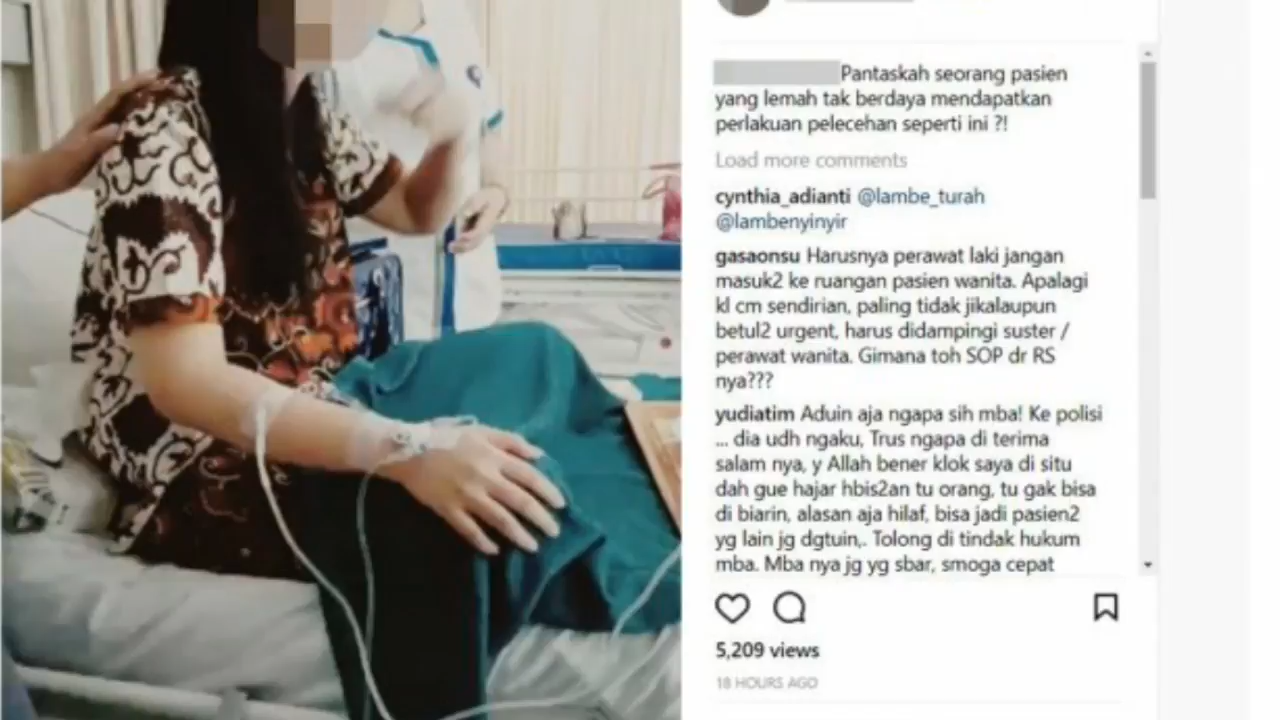 Pantaskah seorang pasien
yang lemah tak berdaya mendapatkan
perlakuan pelecehan seperti ini ?!
Load more comments
cynthia_adianti @lambe_turah
@lambenyinyir
gasaonsu Harusnya perawat laki jangan
masuk2 ke ruangan pasien wanita. Apalagi
kl cm sendirian, paling tidak jikalaupun
betul2 urgent, harus didampingi suster /
perawat wanita. Gimana toh SOP dr RS
nya???
yudiatim Aduin aja ngapa sih mba! Ke polisi
... dia udh ngaku, Trus ngapa di terima
salam nya, y Allah bener klok saya di situ
dah gue hajar hbis2an tu orang, tu gak bisa
di biarin, alasan aja hilaf, bisa jadi pasien2
yg lain jg dgtuin,. Tolong di tindak hukum
mba. Mba nya jg yg sbar, smoga cepat
5,209 views
18 HOURS AGO